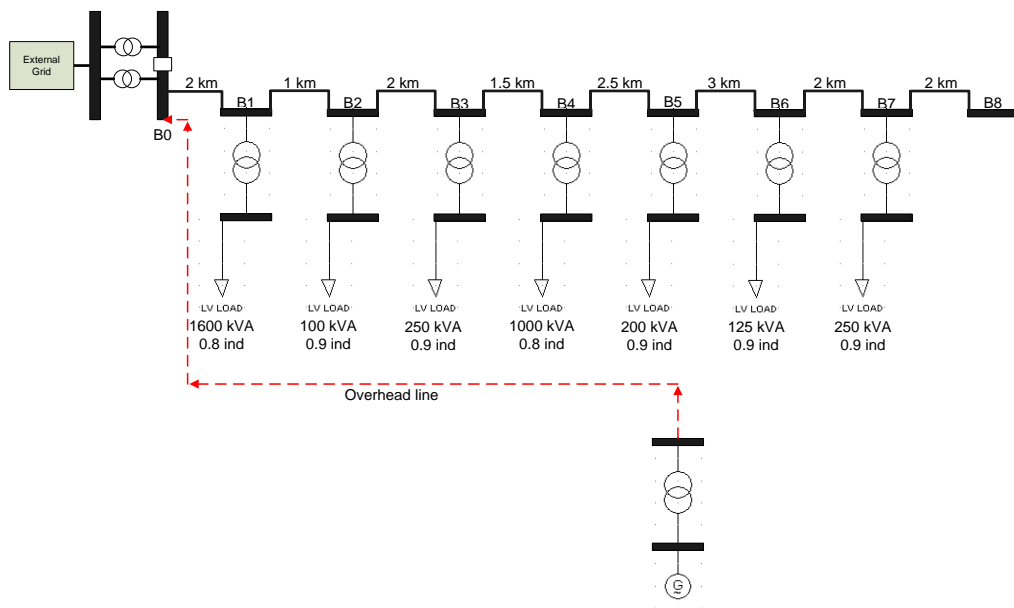 External
Grid
2 km
1 km
2 km
1.5 km
2.5 km
3 km
2 km
2 km
B0
B1
B2
B3
B4
B5
B6
B7
B8
LV LOAD
1600 kVA
0.8 ind
LV LOAD
100 kVA
0.9 ind
LV LOAD
250 kVA
0.9 ind
LV LOAD
1000 kVA
0.8 ind
LV LOAD
200 kVA
0.9 ind
LV LOAD
125 kVA
0.9 ind
LV LOAD
250 kVA
0.9 ind
Overhead line
G
~